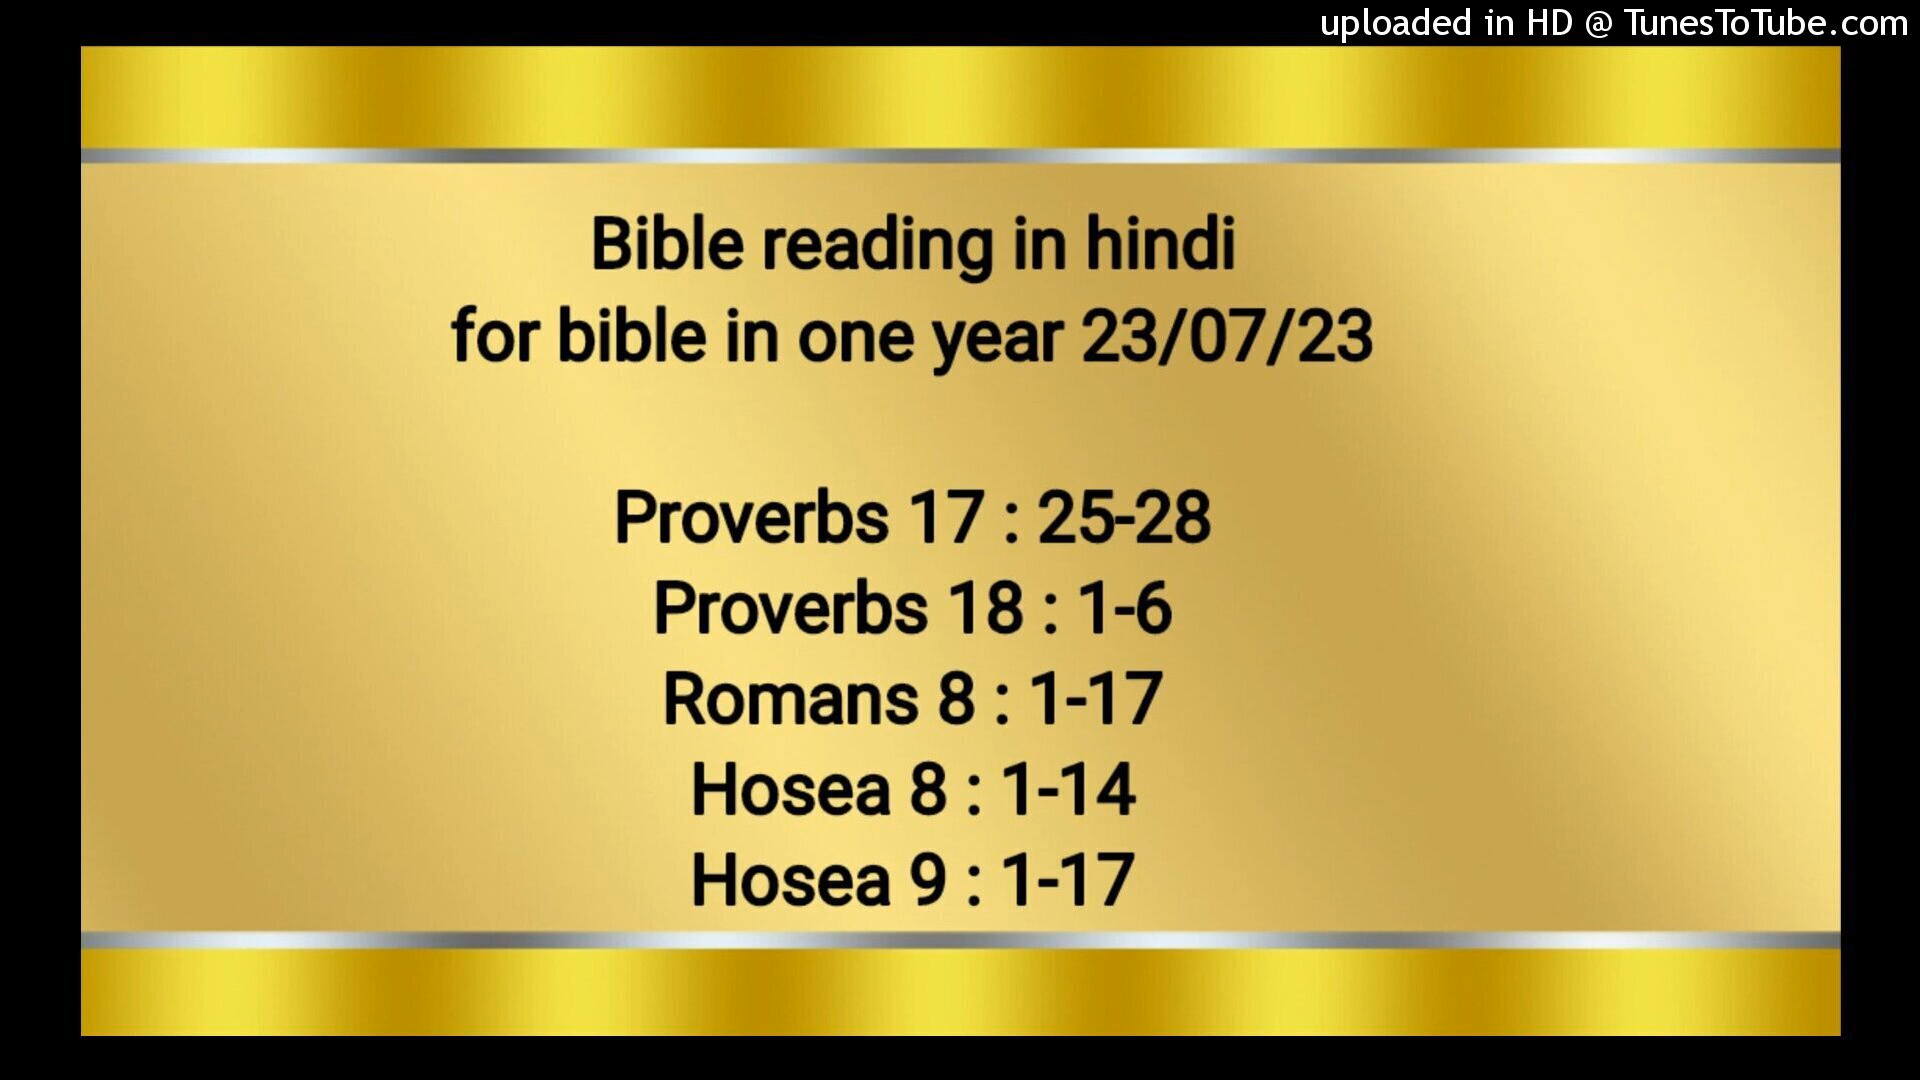 uploaded in HD @ TunesToTube.com
Bible reading in hindi
for bible in one year 23/07/23
Proverbs 17 : 25-28
Proverbs 18 : 1-6
Romans 8 : 1-17
Hosea 8 : 1-14
Hosea 9 : 1-17